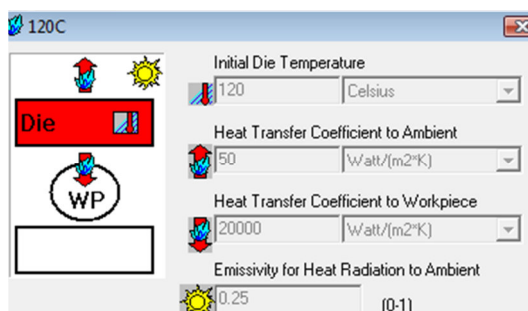 120C
Initial Die Temperature
120 Celsius
Die
Heat Transfer Coefficient to Ambient
50 Watt/(m2*K)
WP
Heat Transfer Coefficient to Workpiece
20000 Watt/(m2*K)
Emissivity for Heat Radiation to Ambient
0.25 (0-1)